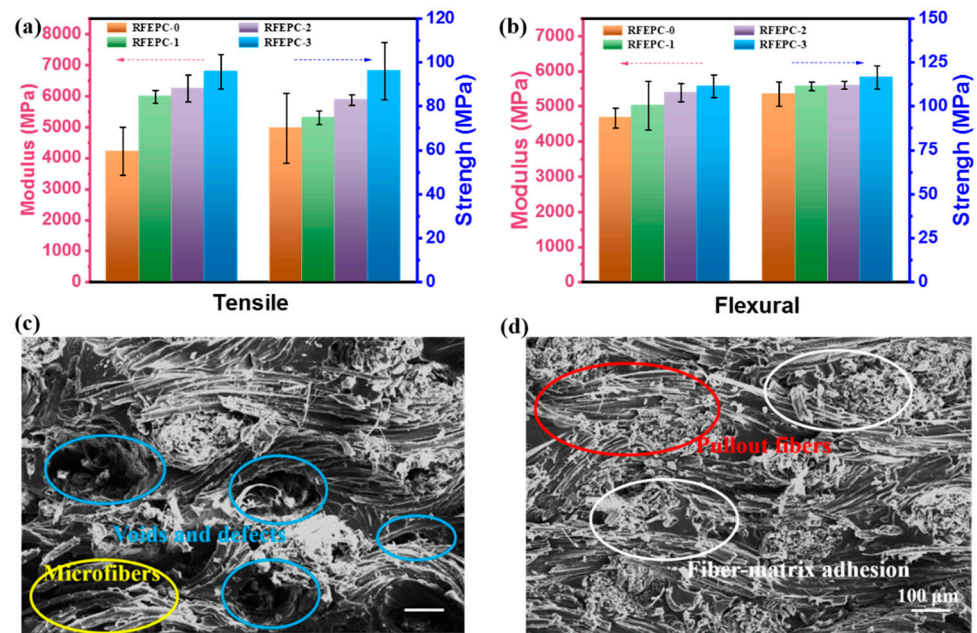 (a)
RFEPC-0 RFEPC-2
RFEPC-1 RFEPC-3
Modulus (MPa)
8000
7000
6000
5000
4000
3000
2000
1000
0
120
100
80
60
40
20
0
Strengh (MPa)
Tensile
(b)
RFEPC-0 RFEPC-2
RFEPC-1 RFEPC-3
Modulus (MPa)
7000
6000
5000
4000
3000
2000
1000
0
150
125
100
75
50
25
0
Strengh (MPa)
Flexural
(c)
Voids and defects
Microfibers
(d)
Pullout fibers
Fiber-matrix adhesion
100 μm